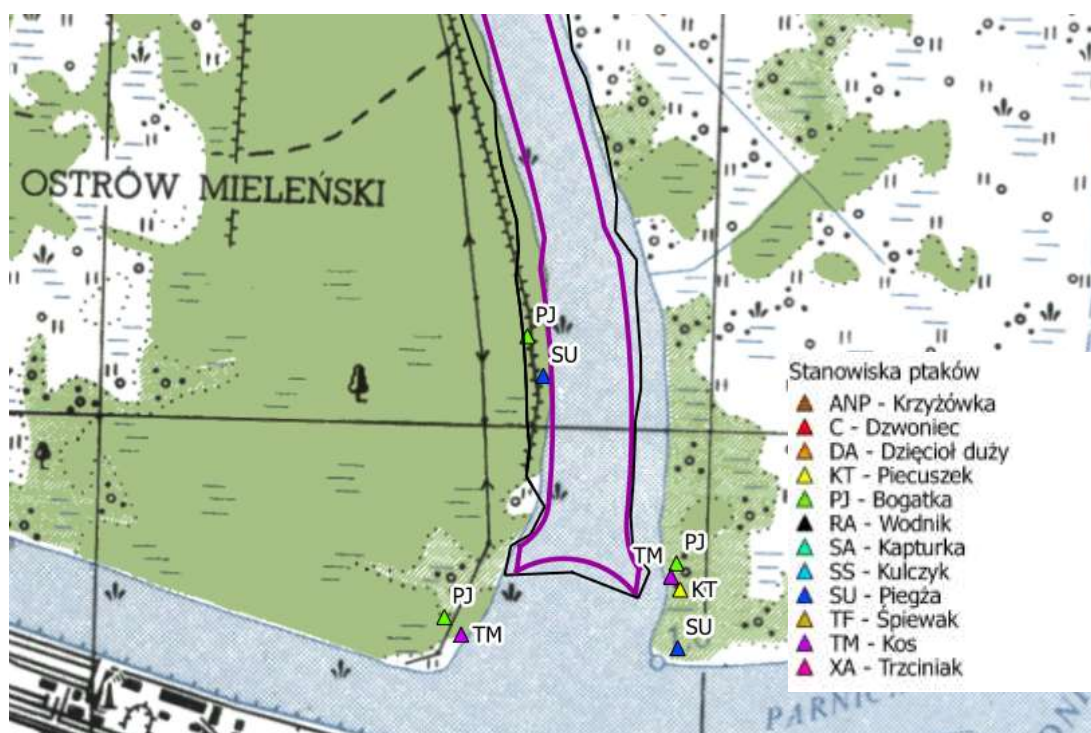 OSTRÓW MIELEŃSKI
PJ
SU
TM
PJ
KT
PJ
TM
SU
Stanowiska ptaków
ANP - Krzyżówka
C - Dzwoniec
DA - Dzięcioł duży
KT - Piecuszek
PJ - Bogatka
RA - Wodnik
SA - Kapturka
SS - Kulczyk
SU - Piegża
TF - Śpiewak
TM - Kos
XA - Trzciniak